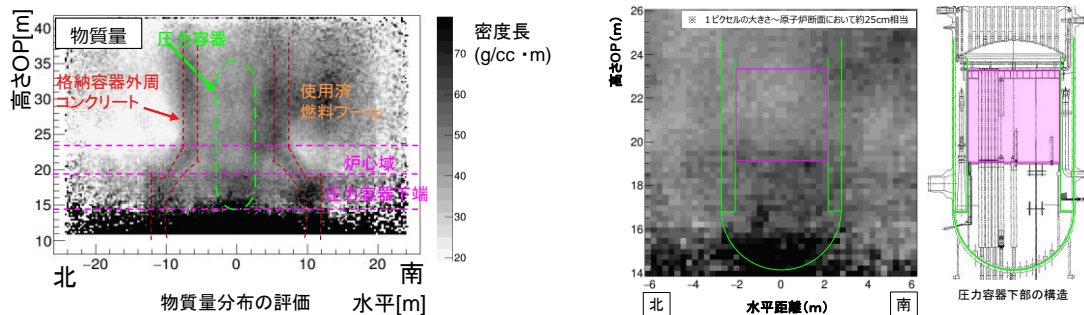 物質量
圧力容器
格納容器外周
コンクリート
使用済
燃料プール
炉心域
圧力容器下端
高さOP[m]
40
35
30
25
20
15
10
−20
−10
0
10
20
北
南
物質量分布の評価
水平[m]
密度長
(g/cc・m)
70
60
50
40
30
20
※ 1ピクセルの大きさ～原子炉断面において約25cm相当
高さOP(m)
26
24
22
20
18
16
14
−6
−4
−2
0
2
4
6
北
水平距離(m)
南
圧力容器下部の構造